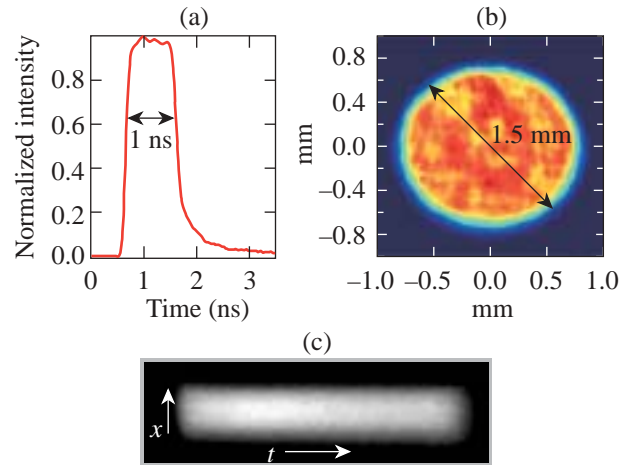 (a)
Normalized intensity
0.8
0.6
0.4
0.2
0.0
1 ns
0 1 2 3
Time (ns)
(b)
mm
0.8
0.4
0.0
−0.4
−0.8
1.5 mm
−1.0 −0.5 0.0 0.5 1.0
mm
(c)
x
t